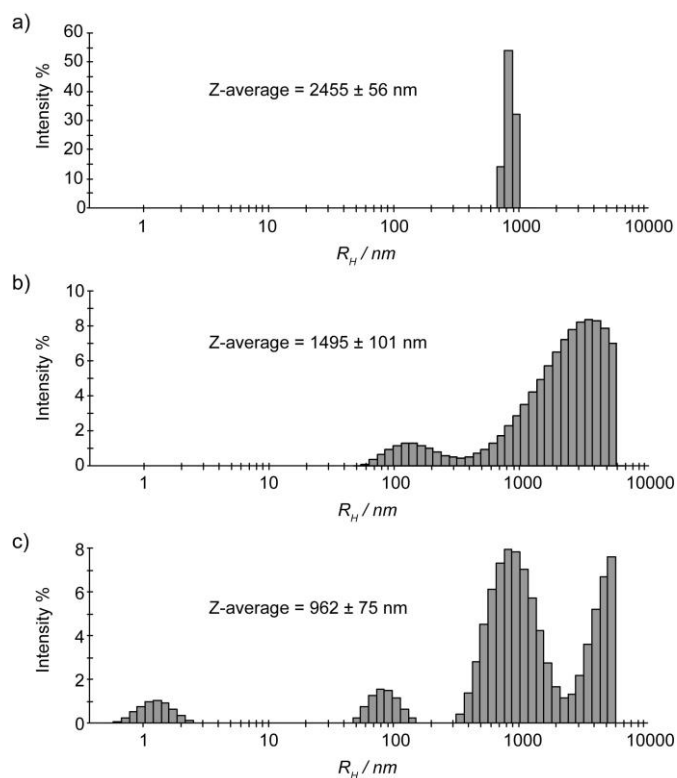 a)
60
50
40
30
20
10
0
Intensity %
Z-average = 2455 ± 56 nm
1 10 100 1000 10000
R_H / nm
b)
10
8
6
4
2
0
Intensity %
Z-average = 1495 ± 101 nm
1 10 100 1000 10000
R_H / nm
c)
8
6
4
2
0
Intensity %
Z-average = 962 ± 75 nm
1 10 100 1000 10000
R_H / nm